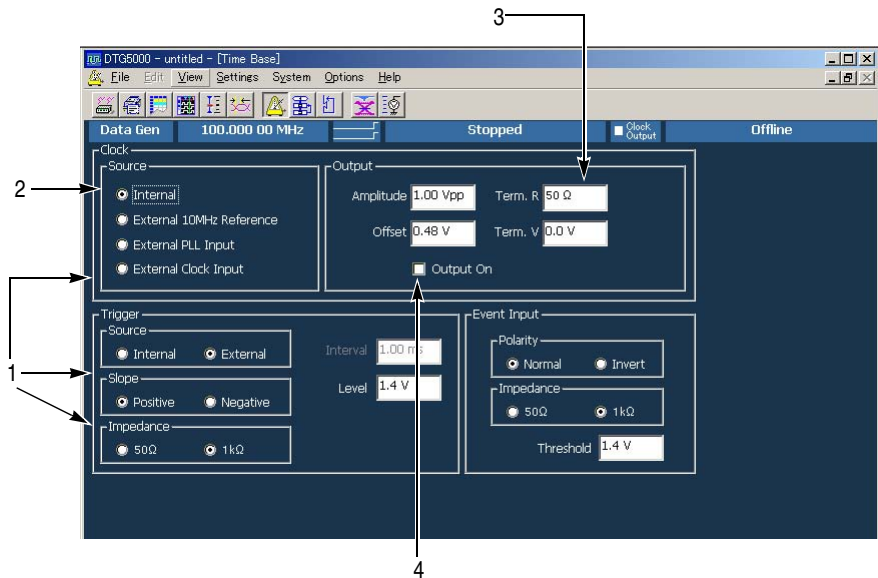 3
DTG5000 - untitled - [Time Base]
File Edit View Settings System Options Help
Data Gen 100.000 00 MHz Stopped Clock Output Offline
Clock
Source
Output
2
Internal
Amplitude 1.00 Vpp Term. R 50 Ω
External 10MHz Reference
Offset 0.48 V Term. V 0.0 V
External PLL Input
External Clock Input
Output On
Trigger
Event Input
Source
Internal External
Interval 1.00 ms
Polarity
Normal Invert
1
Slope
Positive Negative
Level 1.4 V
Impedance
50Ω 1kΩ
Impedance
50Ω 1kΩ
Threshold 1.4 V
4